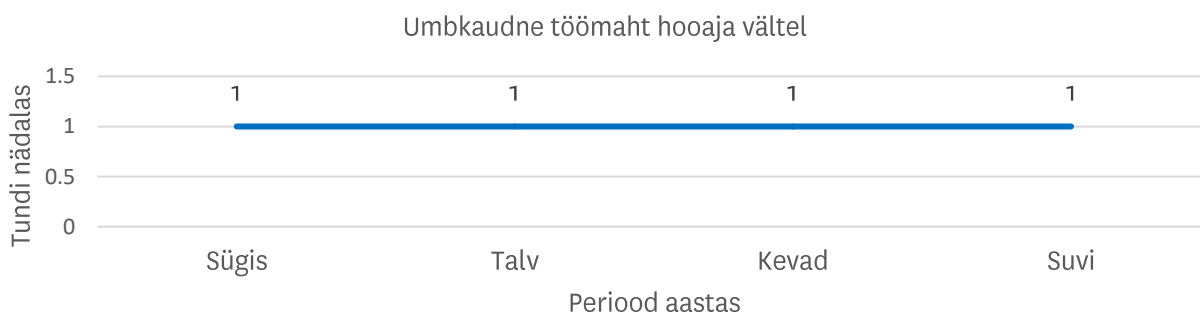 Umbkaudne töömaht hooaja vältel
Tundi nädalas
1.5
1
0.5
0
1 1 1 1
Sügis Talv Kevad Suvi
Periood aastas